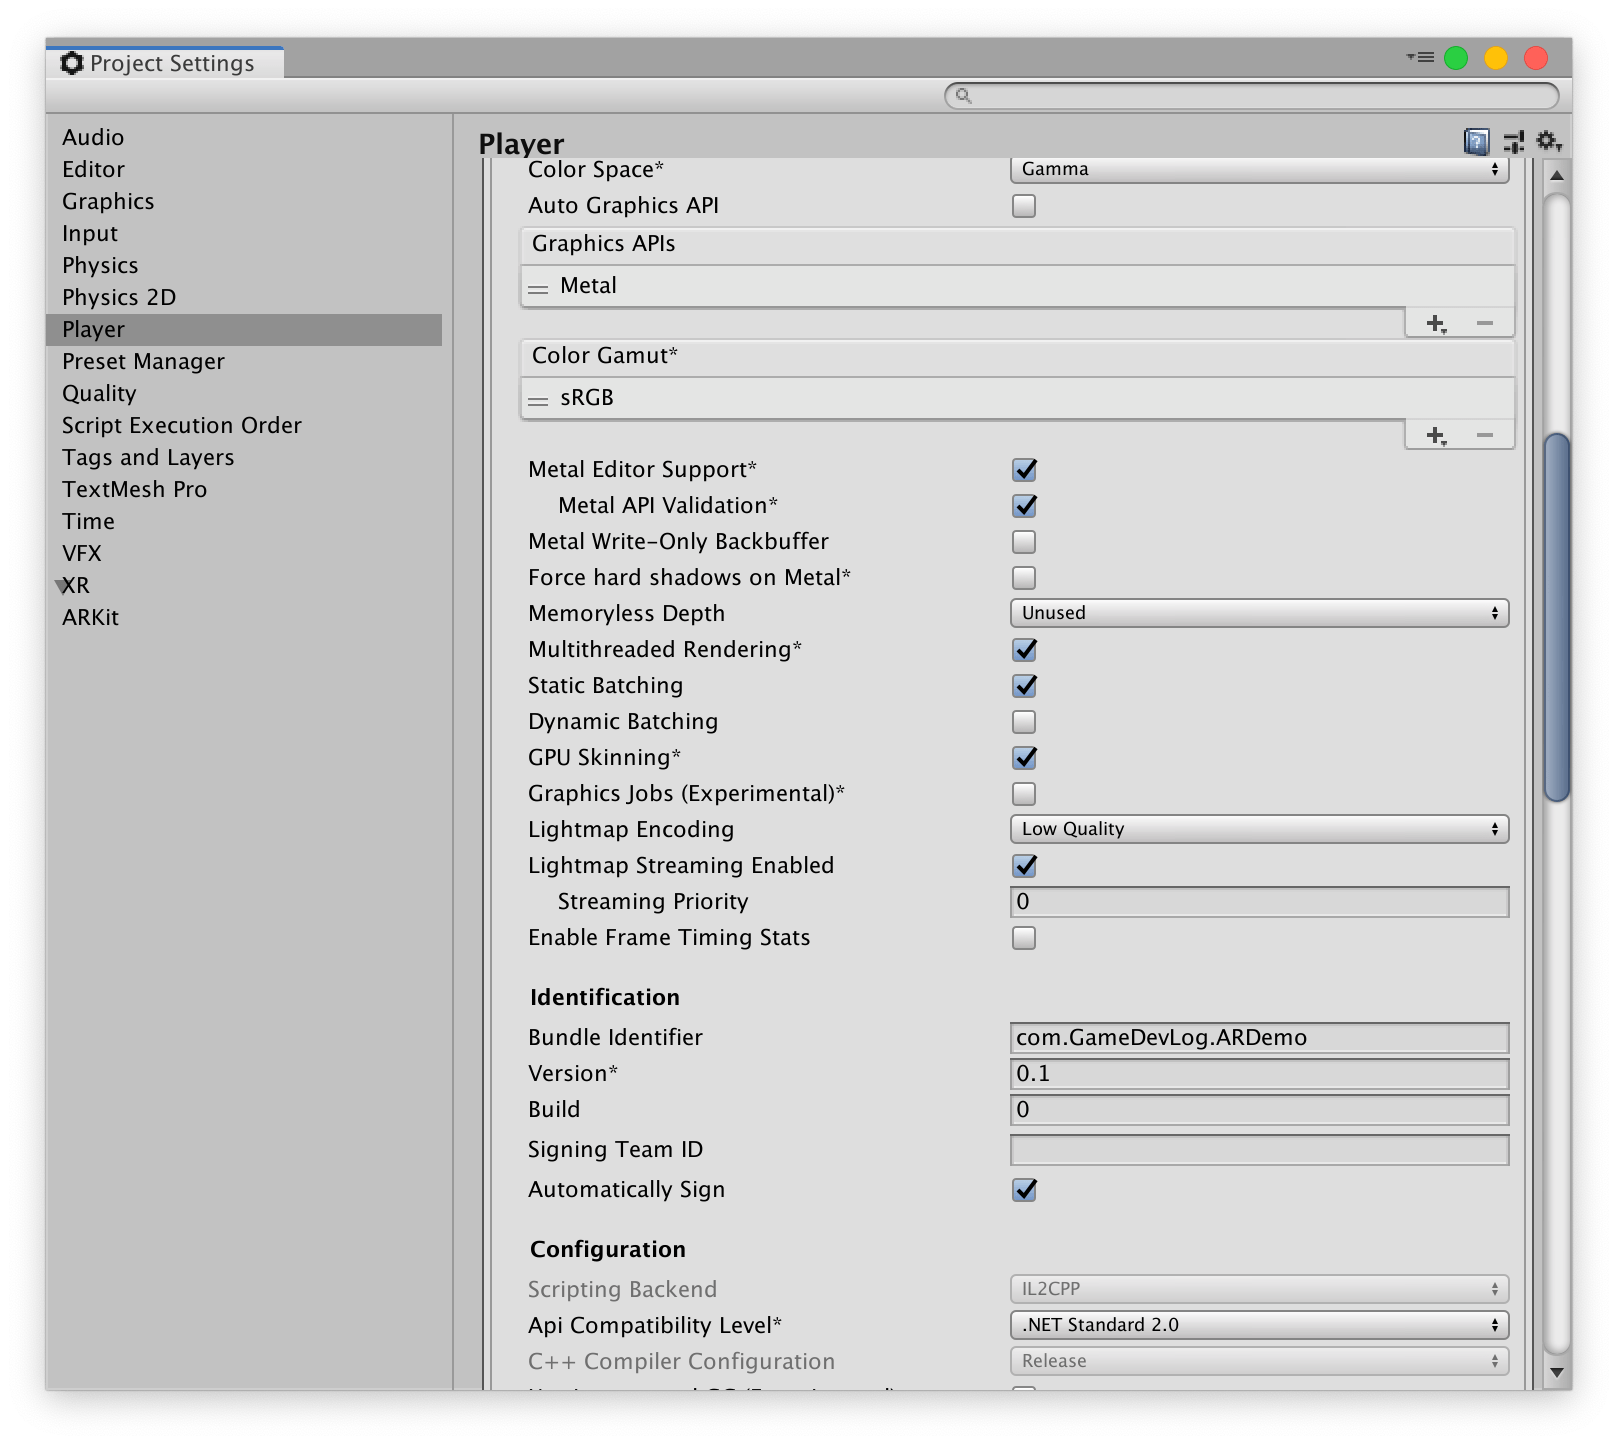 Project Settings
Audio
Editor
Graphics
Input
Physics
Physics 2D
Player
Preset Manager
Quality
Script Execution Order
Tags and Layers
TextMesh Pro
Time
VFX
XR
ARKit
Player
Color Space* Gamma
Auto Graphics API
Graphics APIs
Metal
Color Gamut*
sRGB
Metal Editor Support*
Metal API Validation*
Metal Write-Only Backbuffer
Force hard shadows on Metal*
Memoryless Depth Unused
Multithreaded Rendering*
Static Batching
Dynamic Batching
GPU Skinning*
Graphics Jobs (Experimental)*
Lightmap Encoding Low Quality
Lightmap Streaming Enabled
Streaming Priority 0
Enable Frame Timing Stats
Identification
Bundle Identifier com.GameDevLog.ARDemo
Version* 0.1
Build 0
Signing Team ID
Automatically Sign
Configuration
Scripting Backend IL2CPP
Api Compatibility Level* .NET Standard 2.0
C++ Compiler Configuration Release